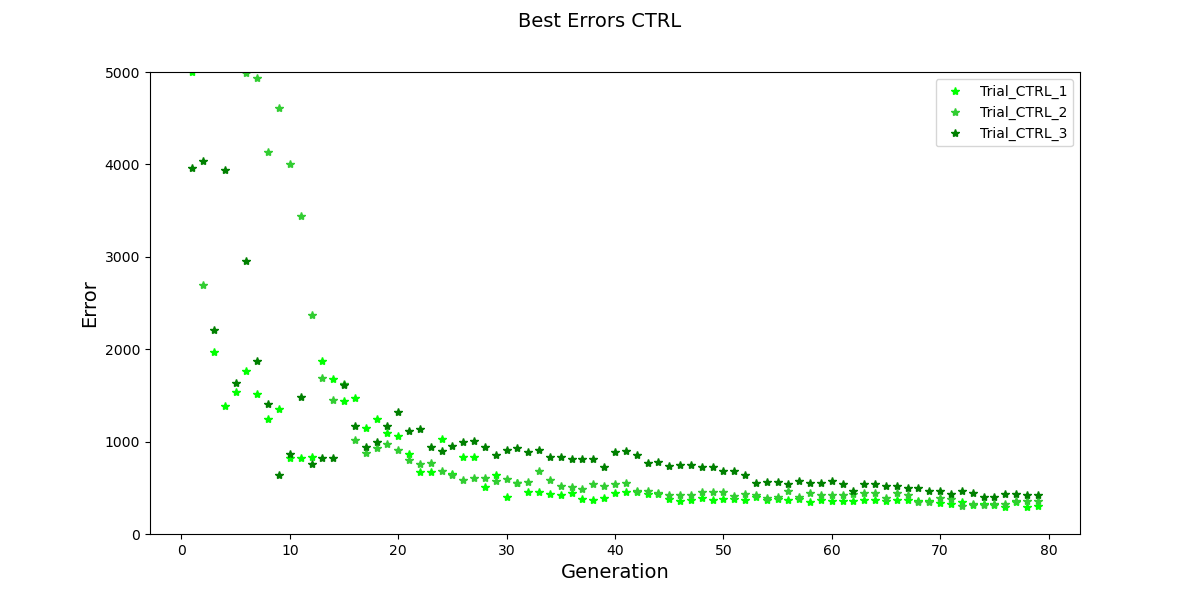 Best Errors CTRL
5000
4000
3000
2000
1000
0
Error
0 10 20 30 40 50 60 70 80
Generation
Trial_CTRL_1
Trial_CTRL_2
Trial_CTRL_3